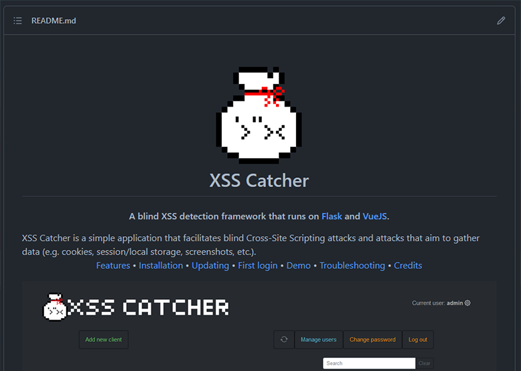 README.md
XSS Catcher
A blind XSS detection framework that runs on Flask and VueJS.
XSS Catcher is a simple application that facilitates blind Cross-Site Scripting attacks and attacks that aim to gather
data (e.g. cookies, session/local storage, screenshots, etc.).
Features • Installation • Updating • First login • Demo • Troubleshooting • Credits
XSS CATCHER
Current user: admin
Add new client
Manage users
Change password
Log out
Search
Clear